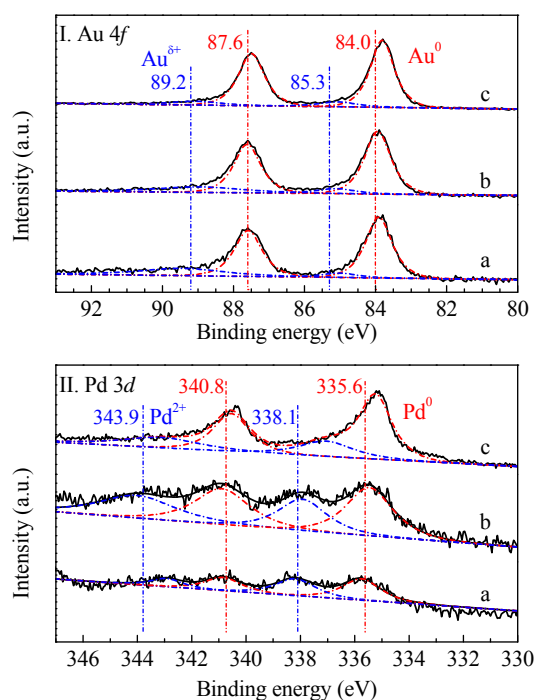 I. Au 4f
87.6
84.0
Au^δ+
89.2
85.3
Au^0
c
b
a
Intensity (a.u.)
92 90 88 86 84 82 80
Binding energy (eV)
II. Pd 3d
340.8
335.6
343.9
Pd^2+
338.1
Pd^0
c
b
a
Intensity (a.u.)
346 344 342 340 338 336 334 332 330
Binding energy (eV)